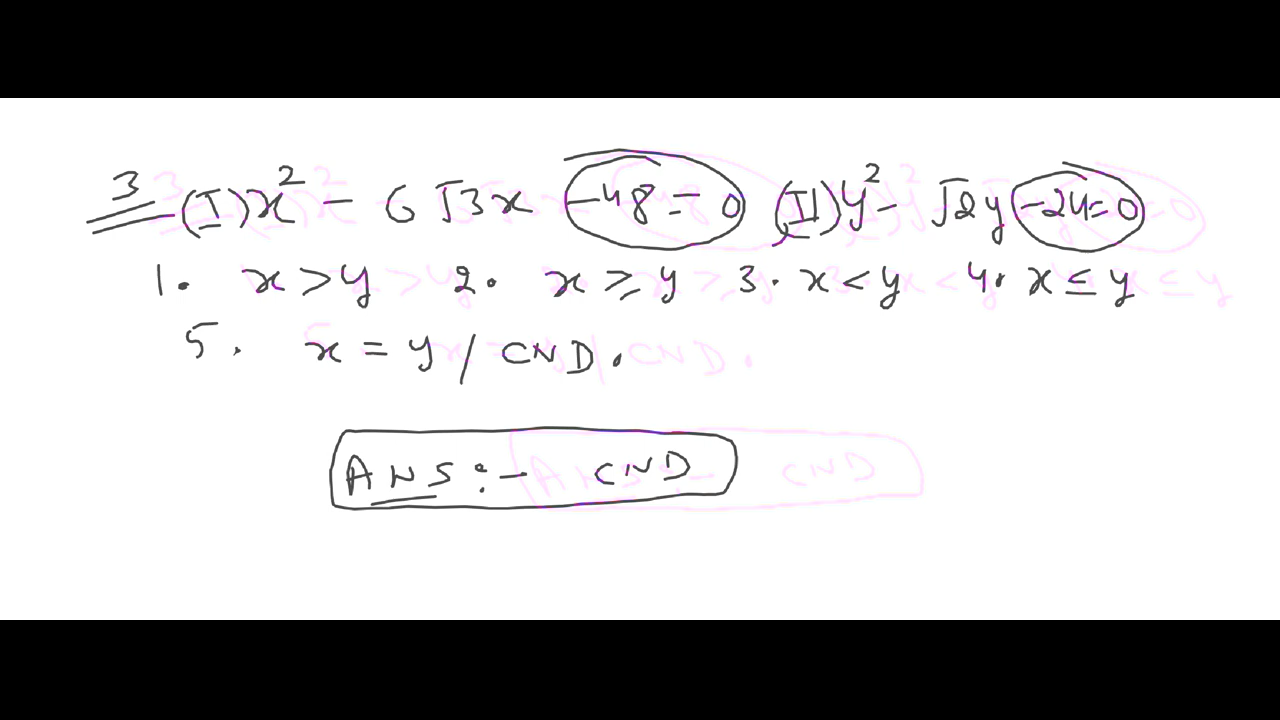 3 (I) x² - 6√3x - 48 = 0 (II) y² - √2y - 24 = 0
1. x > y 2. x ≥ y 3. x < y 4. x ≤ y
5. x = y / CND.
ANS :- CND